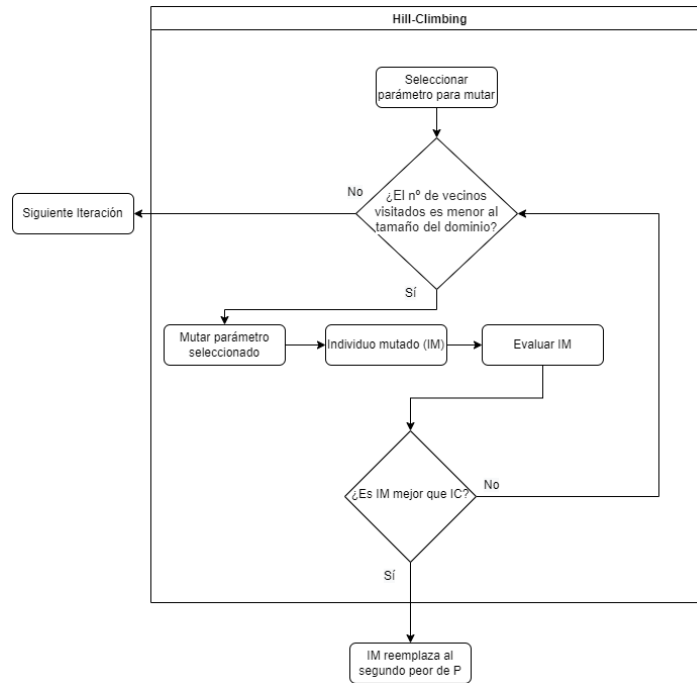 Hill-Climbing
Seleccionar
parámetro para mutar
No
¿El nº de vecinos
visitados es menor al
tamaño del dominio?
Siguiente Iteración
Sí
Mutar parámetro
seleccionado
Individuo mutado (IM)
Evaluar IM
¿Es IM mejor que IC?
No
Sí
IM reemplaza al
segundo peor de P